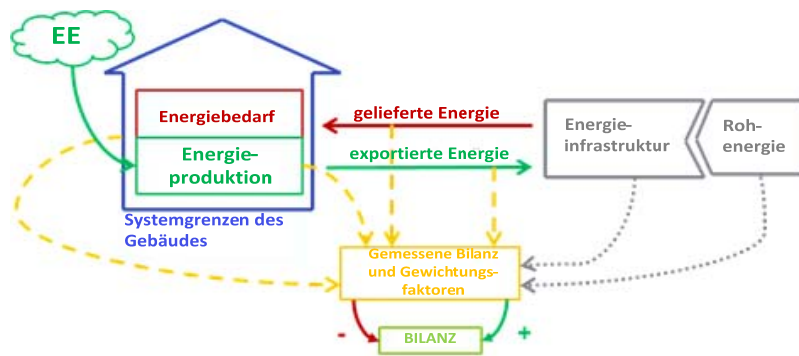 EE
Energiebedarf
Energie-
produktion
gelieferte Energie
exportierte Energie
Energie-
infrastruktur
Roh-
energie
Systemgrenzen des
Gebäudes
Gemessene Bilanz
und Gewichtungs-
faktoren
-
BILANZ
+